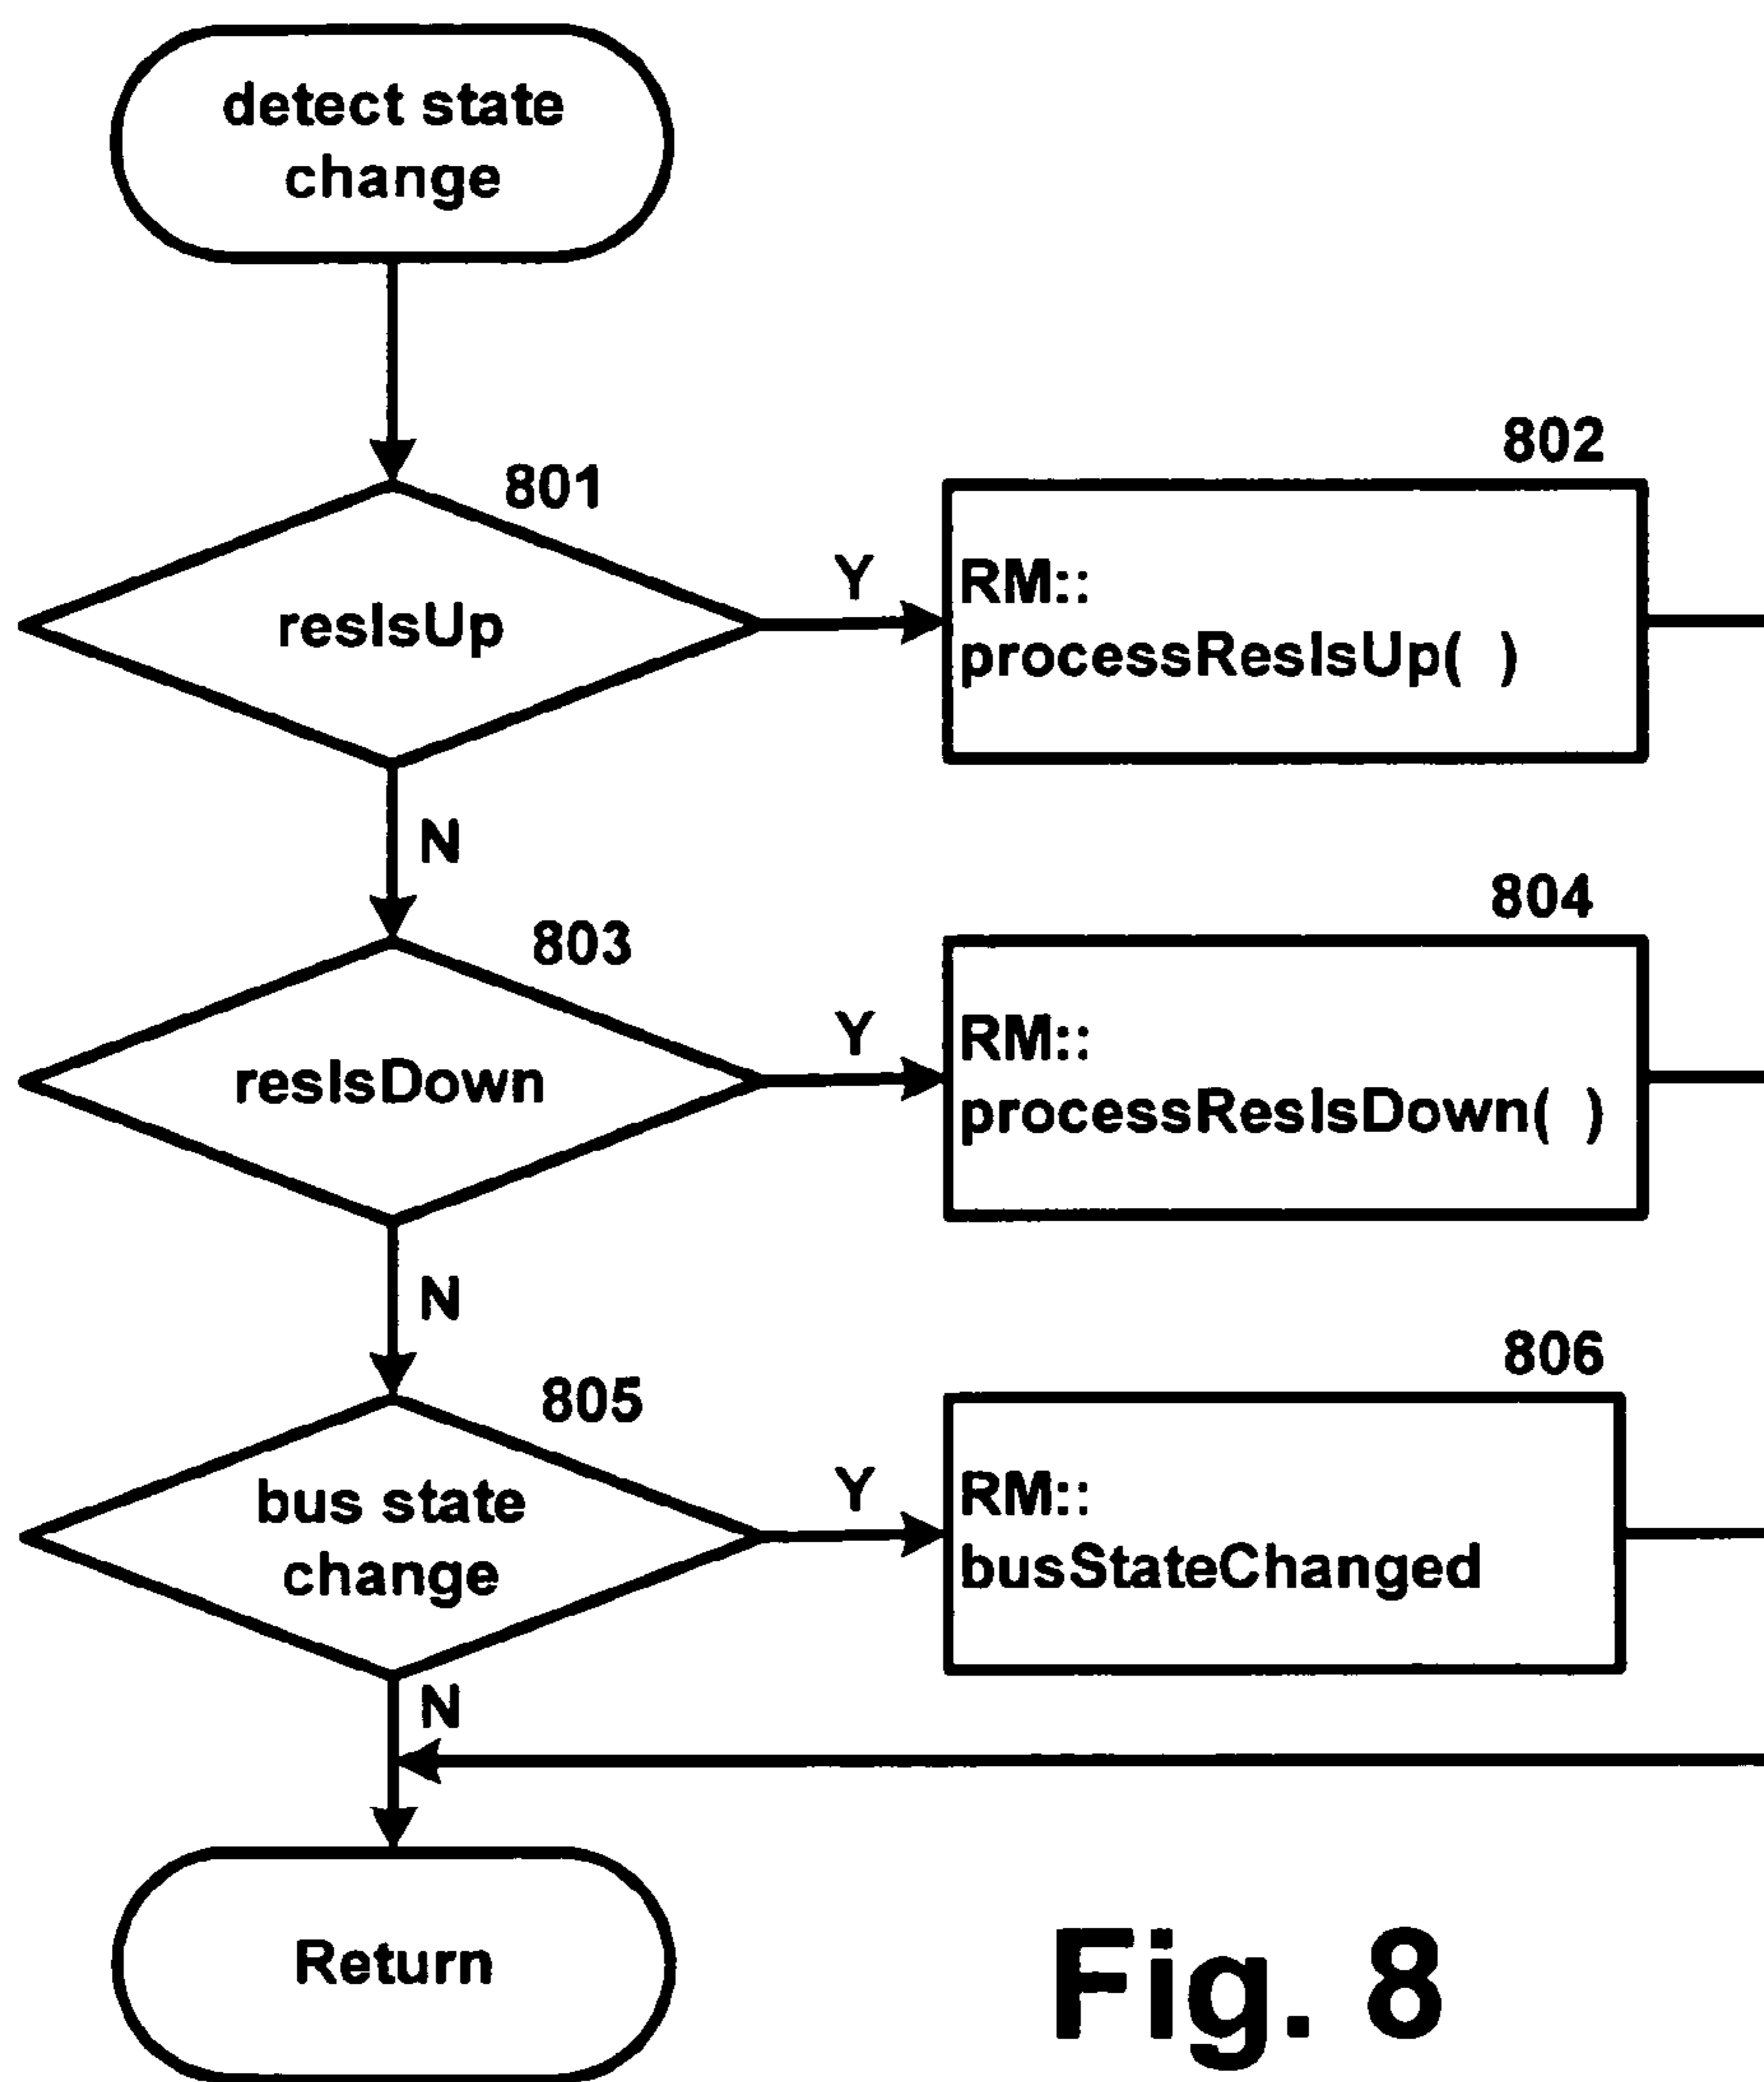 detect state
change
801
resIsUp
Y
802
RM::
processResIsUp( )
N
803
resIsDown
Y
804
RM::
processResIsDown( )
N
805
bus state
change
Y
806
RM::
busStateChanged
N
Return
Fig. 8